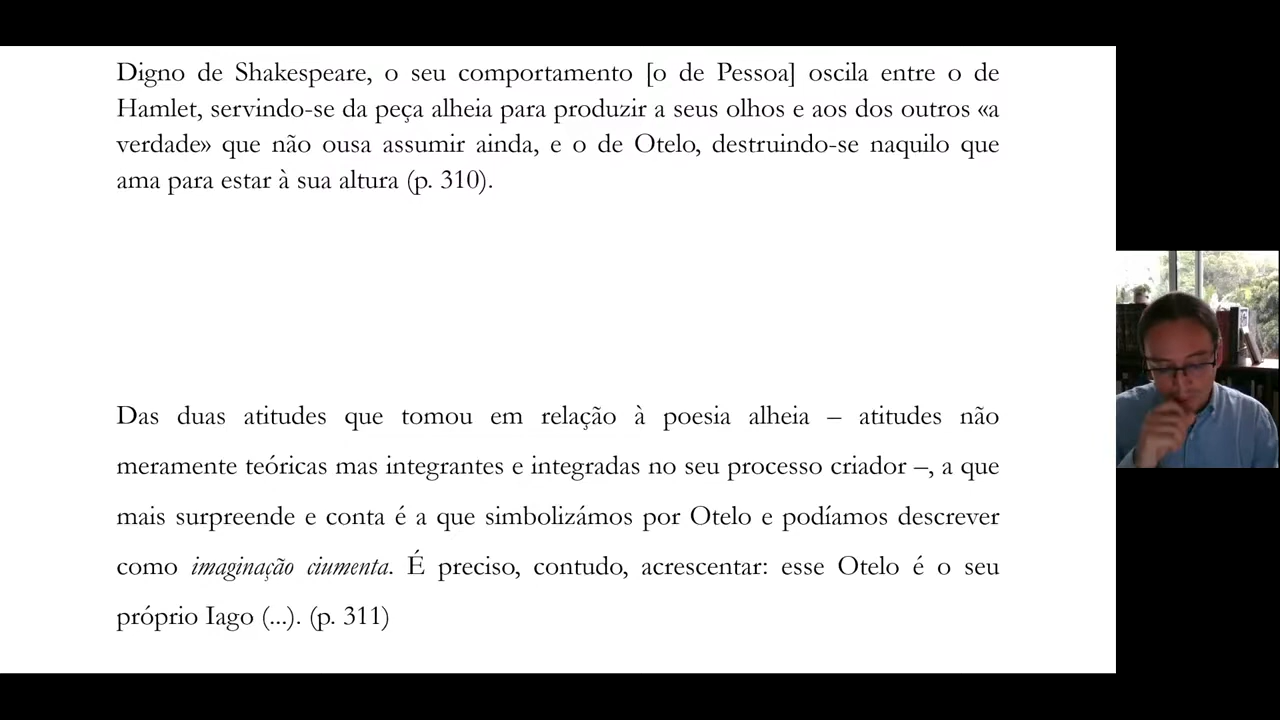 Digno de Shakespeare, o seu comportamento [o de Pessoa] oscila entre o de
Hamlet, servindo-se da peça alheia para produzir a seus olhos e aos dos outros «a
verdade» que não ousa assumir ainda, e o de Otelo, destruindo-se naquilo que
ama para estar à sua altura (p. 310).
Das duas atitudes que tomou em relação à poesia alheia – atitudes não
meramente teóricas mas integrantes e integradas no seu processo criador –, a que
mais surpreende e conta é a que simbolizámos por Otelo e podíamos descrever
como imaginação ciumenta. É preciso, contudo, acrescentar: esse Otelo é o seu
próprio Iago (...). (p. 311)